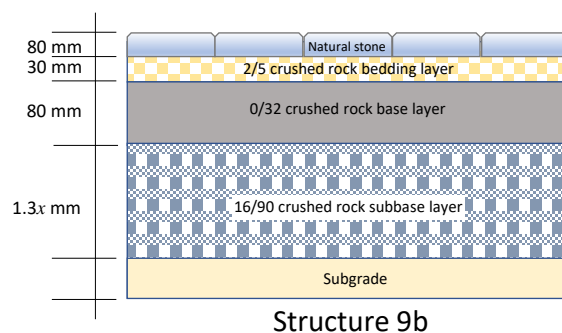 80 mm
Natural stone
30 mm
2/5 crushed rock bedding layer
80 mm
0/32 crushed rock base layer
1.3x mm
16/90 crushed rock subbase layer
Subgrade
Structure 9b